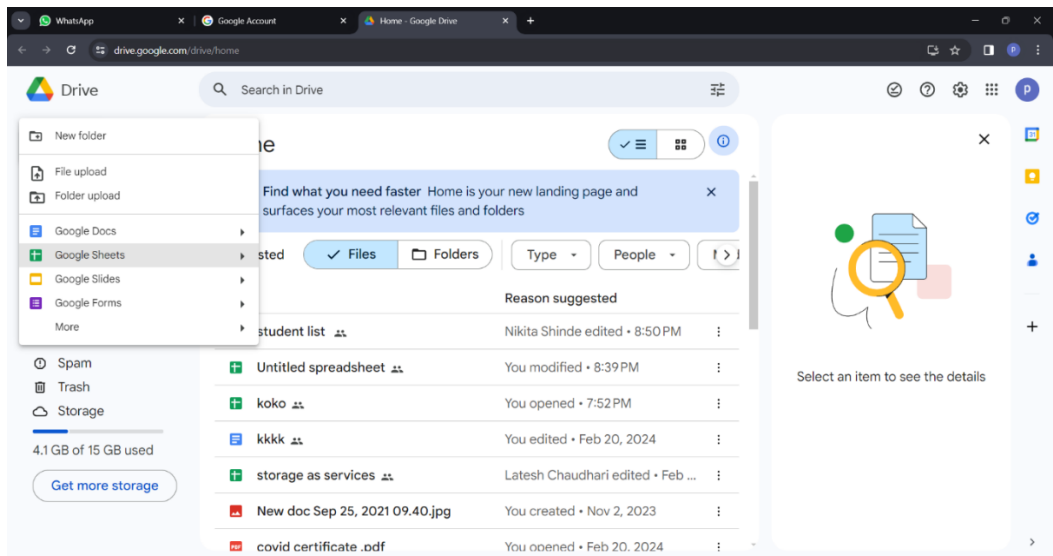 WhatsApp
Google Account
Home - Google Drive
drive.google.com/drive/home
Drive
Search in Drive
New folder
File upload
Folder upload
Google Docs
Google Sheets
Google Slides
Google Forms
More
Spam
Trash
Storage
4.1 GB of 15 GB used
Get more storage
Find what you need faster Home is your new landing page and
surfaces your most relevant files and folders
Files
Folders
Type
People
Reason suggested
student list
Nikita Shinde edited • 8:50 PM
Untitled spreadsheet
You modified • 8:39 PM
koko
You opened • 7:52 PM
kkkk
You edited • Feb 20, 2024
storage as services
Latesh Chaudhari edited • Feb ...
New doc Sep 25, 2021 09.40.jpg
You created • Nov 2, 2023
covid certificate .pdf
You opened • Feb 20, 2024
P
P
31
Select an item to see the details